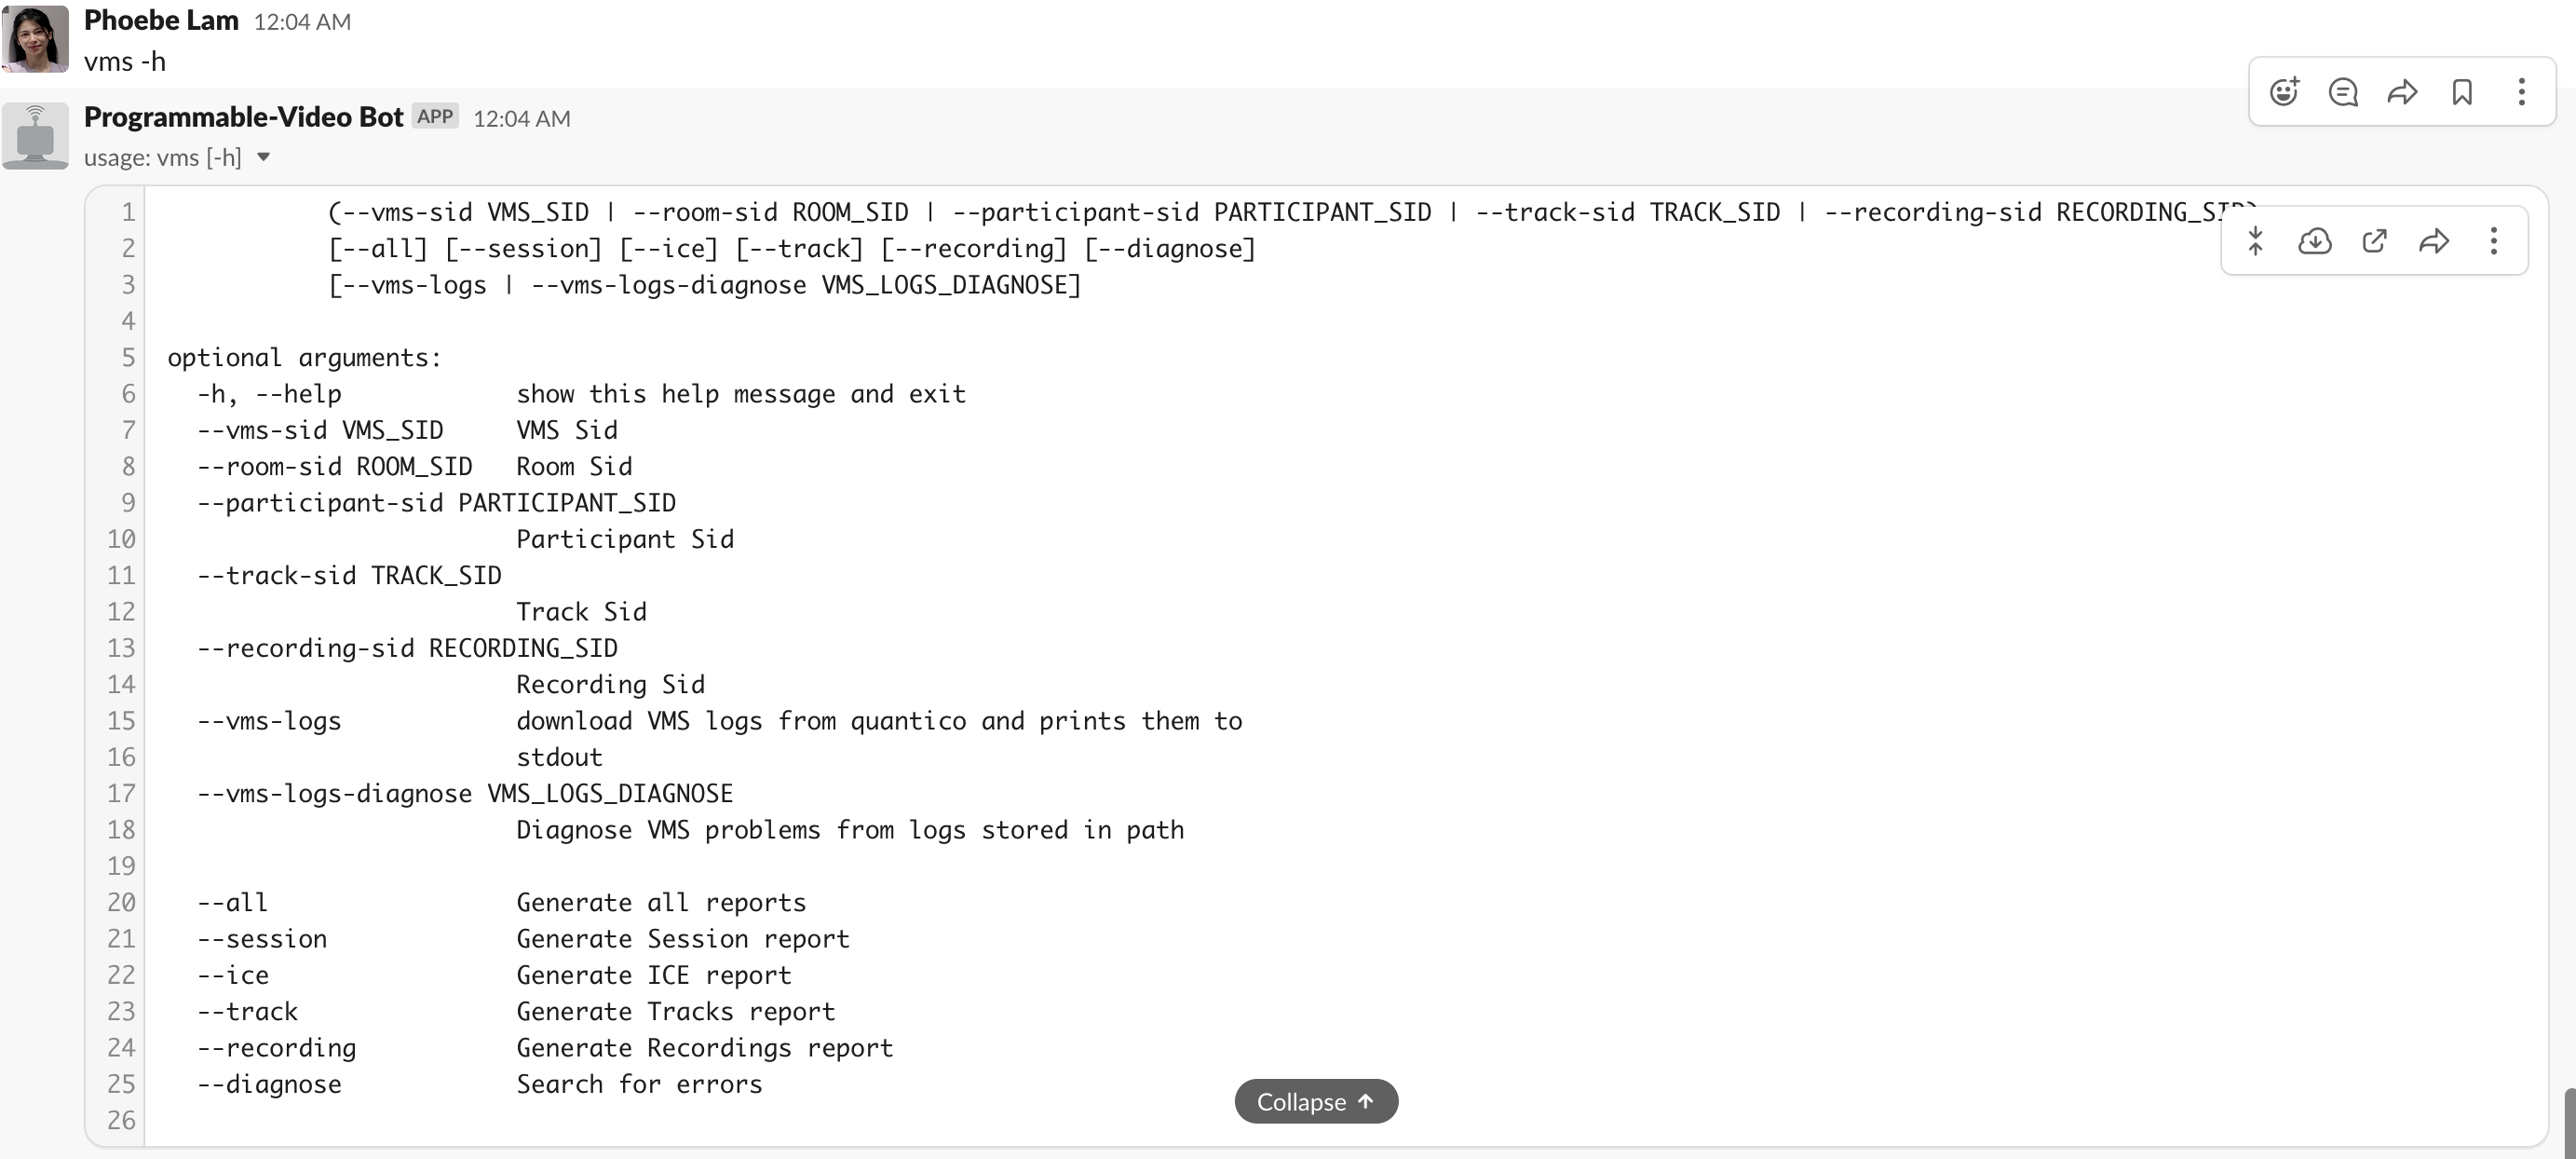 Phoebe Lam 12:04 AM
vms -h
Programmable-Video Bot APP 12:04 AM
usage: vms [-h]
1 (--vms-sid VMS_SID | --room-sid ROOM_SID | --participant-sid PARTICIPANT_SID | --track-sid TRACK_SID | --recording-sid RECORDING_SID)
2 [--all] [--session] [--ice] [--track] [--recording] [--diagnose]
3 [--vms-logs | --vms-logs-diagnose VMS_LOGS_DIAGNOSE]
4
5 optional arguments:
6 -h, --help show this help message and exit
7 --vms-sid VMS_SID VMS Sid
8 --room-sid ROOM_SID Room Sid
9 --participant-sid PARTICIPANT_SID
10 Participant Sid
11 --track-sid TRACK_SID
12 Track Sid
13 --recording-sid RECORDING_SID
14 Recording Sid
15 --vms-logs download VMS logs from quantico and prints them to
16 stdout
17 --vms-logs-diagnose VMS_LOGS_DIAGNOSE
18 Diagnose VMS problems from logs stored in path
19
20 --all Generate all reports
21 --session Generate Session report
22 --ice Generate ICE report
23 --track Generate Tracks report
24 --recording Generate Recordings report
25 --diagnose Search for errors
26
Collapse